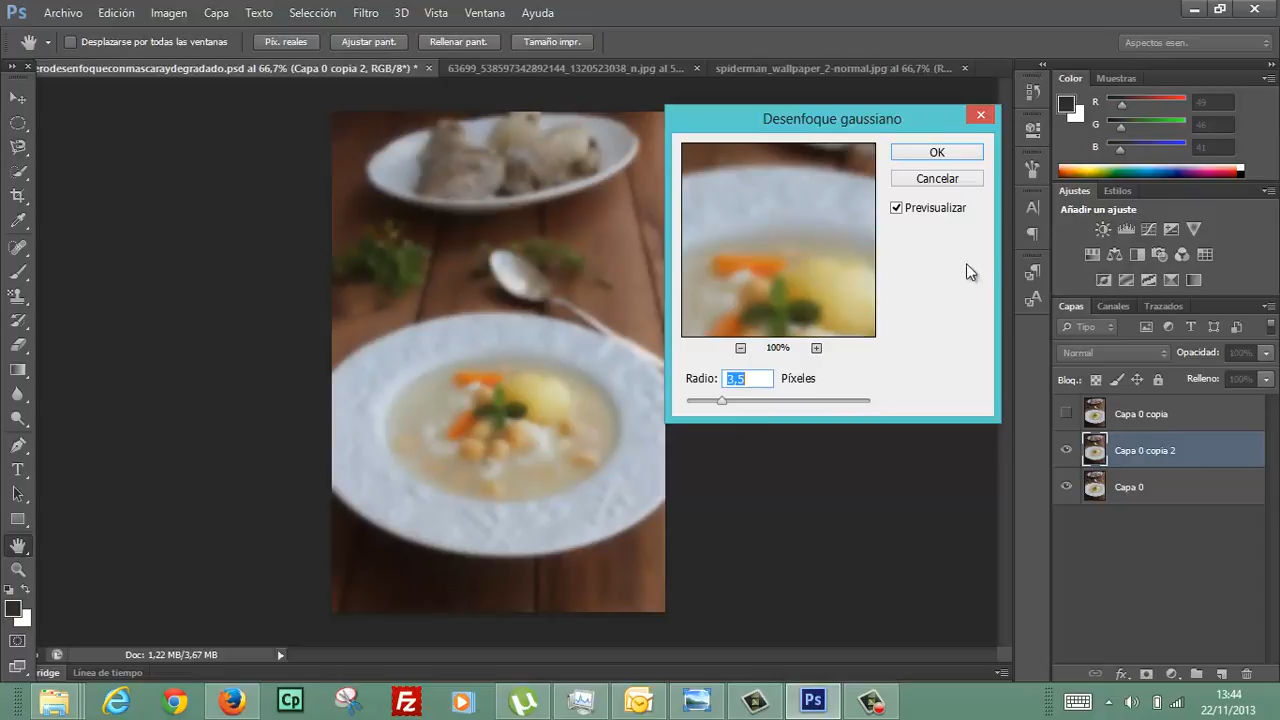 Ps Archivo Edición Imagen Capa Texto Selección Filtro 3D Vista Ventana Ayuda
Desplazarse por todas las ventanas Píx. reales Ajustar pant. Rellenar pant. Tamaño impr. Aspectos esen.
erodesenfoqueconmascaraydegradado.psd al 66,7% (Capa 0 copia 2, RGB/8*) * 63699_538597342892144_1320523038_n.jpg al 5... spiderman_wallpaper_2-normal.jpg al 66,7% (R...
Color Muestras
R 49
G 46
B 41
Desenfoque gaussiano
OK
Cancelar
Previsualizar
100%
Radio: 3,5 Píxeles
Ajustes Estilos
Añadir un ajuste
Capas Canales Trazados
Tipo
Normal Opacidad: 100%
Bloq.: Relleno: 100%
Capa 0 copia
Capa 0 copia 2
Capa 0
Doc: 1,22 MB/3,67 MB
ridge Línea de tiempo
Cp Fz Ps
13:44
22/11/2013